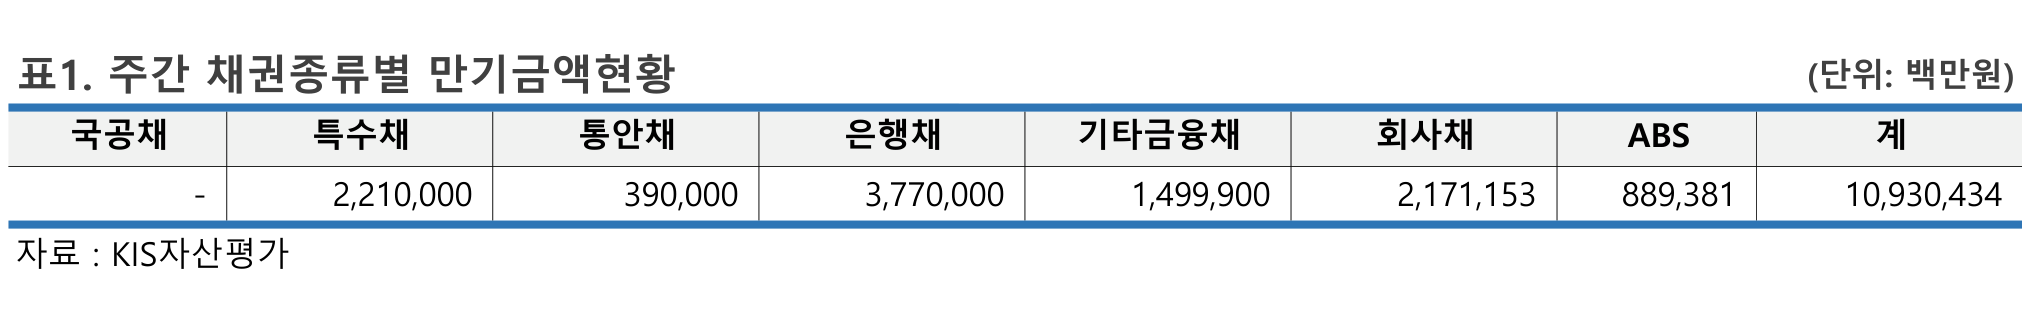 표1. 주간 채권종류별 만기금액현황 (단위: 백만원)
국공채 특수채 통안채 은행채 기타금융채 회사채 ABS 계
- 2,210,000 390,000 3,770,000 1,499,900 2,171,153 889,381 10,930,434
자료 : KIS자산평가